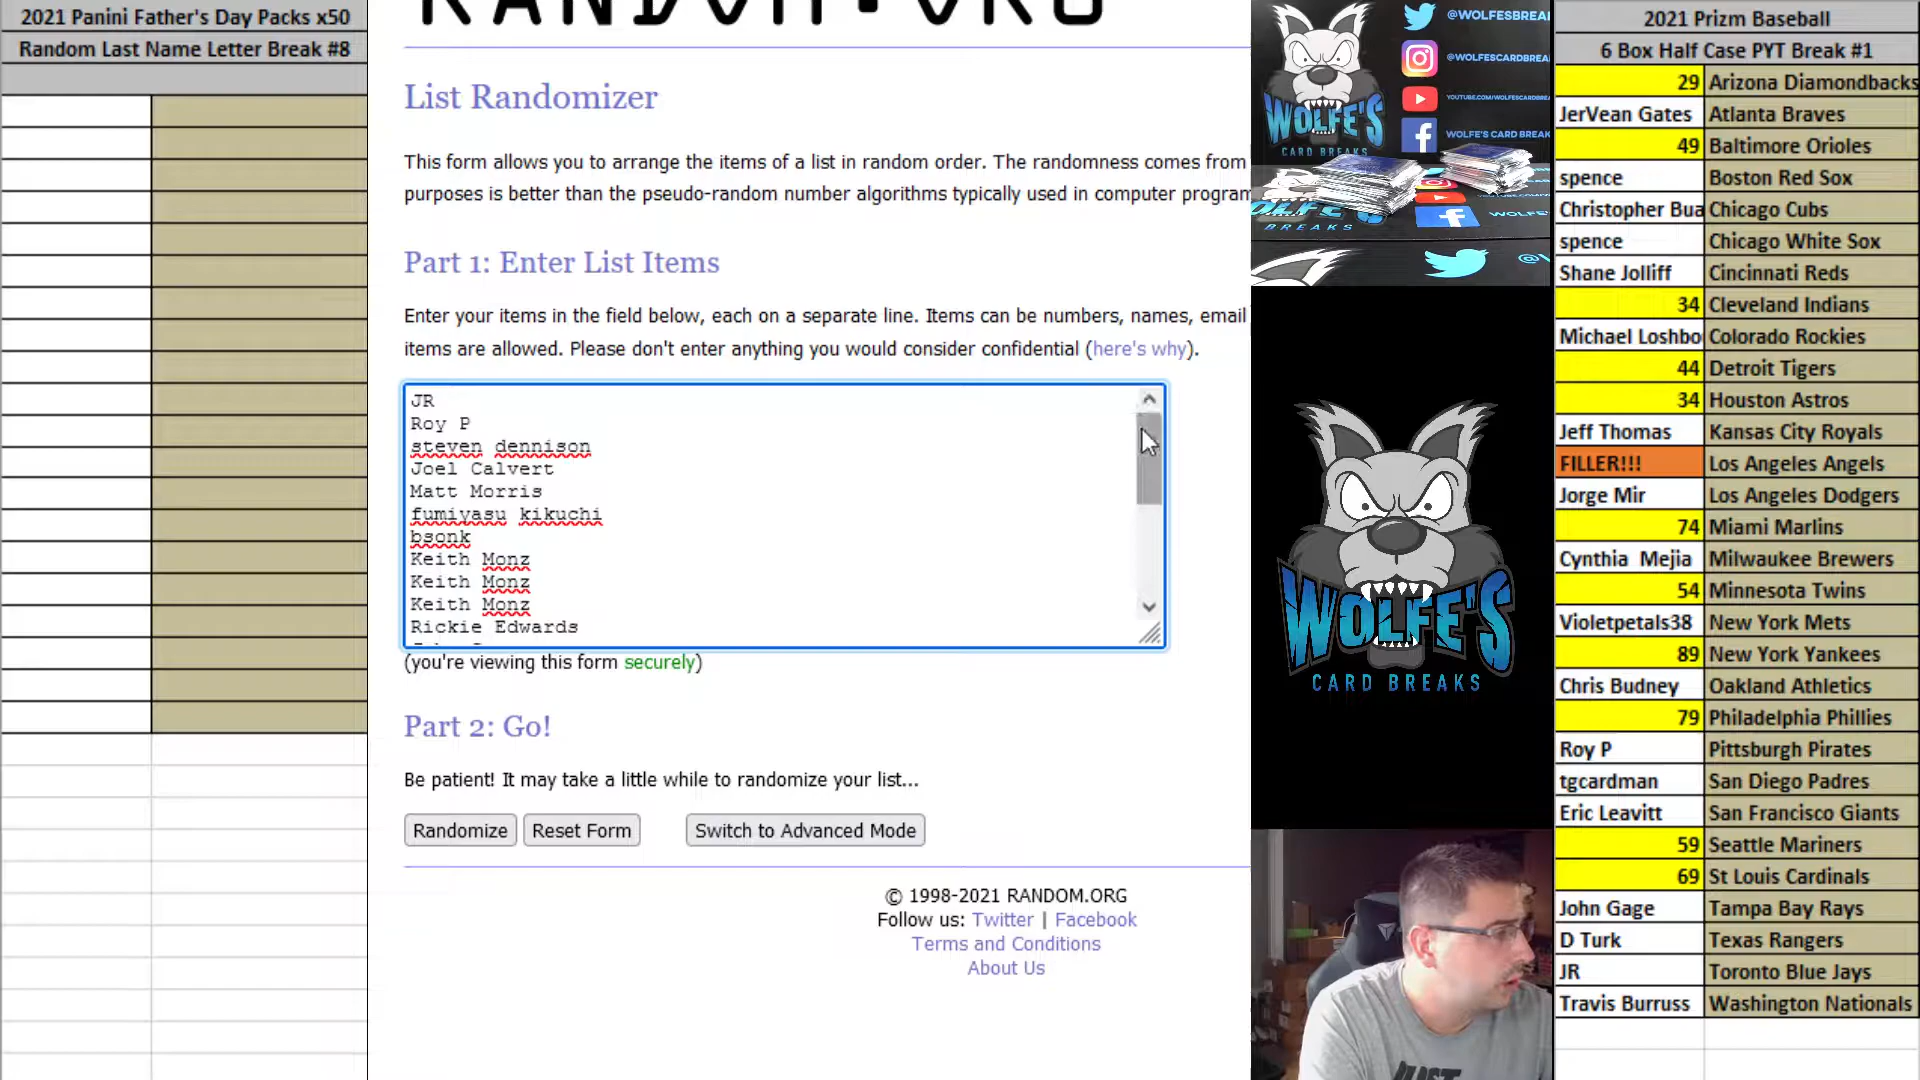 2021 Panini Father's Day Packs x50
Random Last Name Letter Break #8
RANDOM.ORG
List Randomizer
This form allows you to arrange the items of a list in random order. The randomness comes from
purposes is better than the pseudo-random number algorithms typically used in computer program
Part 1: Enter List Items
Enter your items in the field below, each on a separate line. Items can be numbers, names, email
items are allowed. Please don't enter anything you would consider confidential (here's why).
JR
Roy P
steven dennison
Joel Calvert
Matt Morris
fumiyasu kikuchi
bsonk
Keith Monz
Keith Monz
Keith Monz
Rickie Edwards
(you're viewing this form securely)
Part 2: Go!
Be patient! It may take a little while to randomize your list...
Randomize Reset Form Switch to Advanced Mode
© 1998-2021 RANDOM.ORG
Follow us: Twitter | Facebook
Terms and Conditions
About Us
@WOLFESBREA
@WOLFESCARDBREA
YOUTUBE.COM/WOLFESCARDBRE
WOLFE'S CARD BREAK
WOLFE'S
CARD BREAKS
WOLFE'
BREAKS
WOLFE'S
CARD BREAKS
2021 Prizm Baseball
6 Box Half Case PYT Break #1
29 Arizona Diamondbacks
JerVean Gates Atlanta Braves
49 Baltimore Orioles
spence Boston Red Sox
Christopher Bua Chicago Cubs
spence Chicago White Sox
Shane Jolliff Cincinnati Reds
34 Cleveland Indians
Michael Loshbo Colorado Rockies
44 Detroit Tigers
34 Houston Astros
Jeff Thomas Kansas City Royals
FILLER!!! Los Angeles Angels
Jorge Mir Los Angeles Dodgers
74 Miami Marlins
Cynthia Mejia Milwaukee Brewers
54 Minnesota Twins
Violetpetals38 New York Mets
89 New York Yankees
Chris Budney Oakland Athletics
79 Philadelphia Phillies
Roy P Pittsburgh Pirates
tgcardman San Diego Padres
Eric Leavitt San Francisco Giants
59 Seattle Mariners
69 St Louis Cardinals
John Gage Tampa Bay Rays
D Turk Texas Rangers
JR Toronto Blue Jays
Travis Burruss Washington Nationals